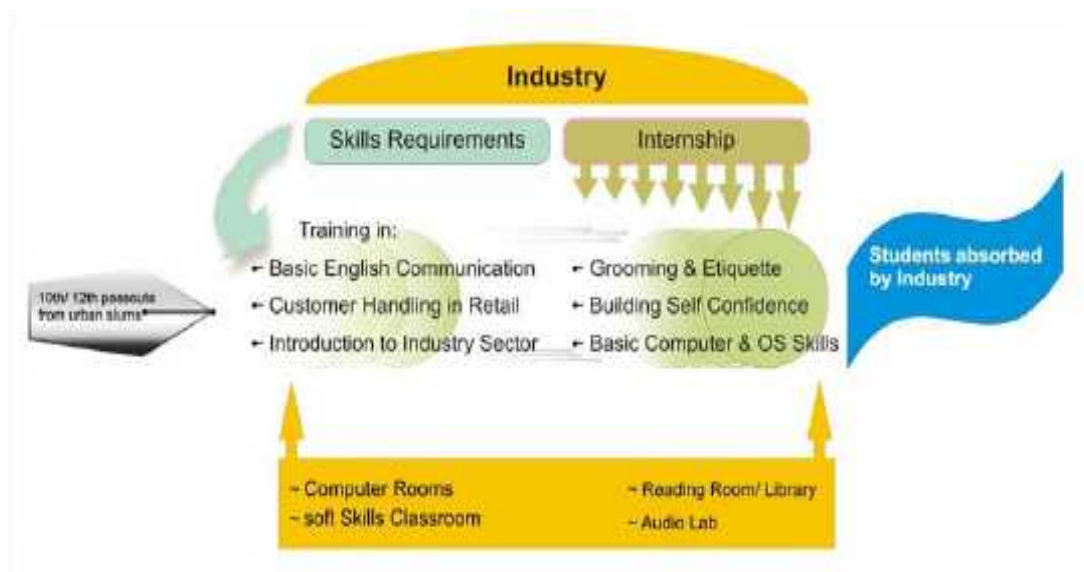 Industry
Skills Requirements
Internship
Training in:
- Basic English Communication
- Customer Handling in Retail
- Introduction to Industry Sector
- Grooming & Etiquette
- Building Self Confidence
- Basic Computer & OS Skills
10th/ 12th passouts
from urban slums
Students absorbed
by Industry
~ Computer Rooms
~ soft Skills Classroom
~ Reading Room/ Library
~ Audio Lab